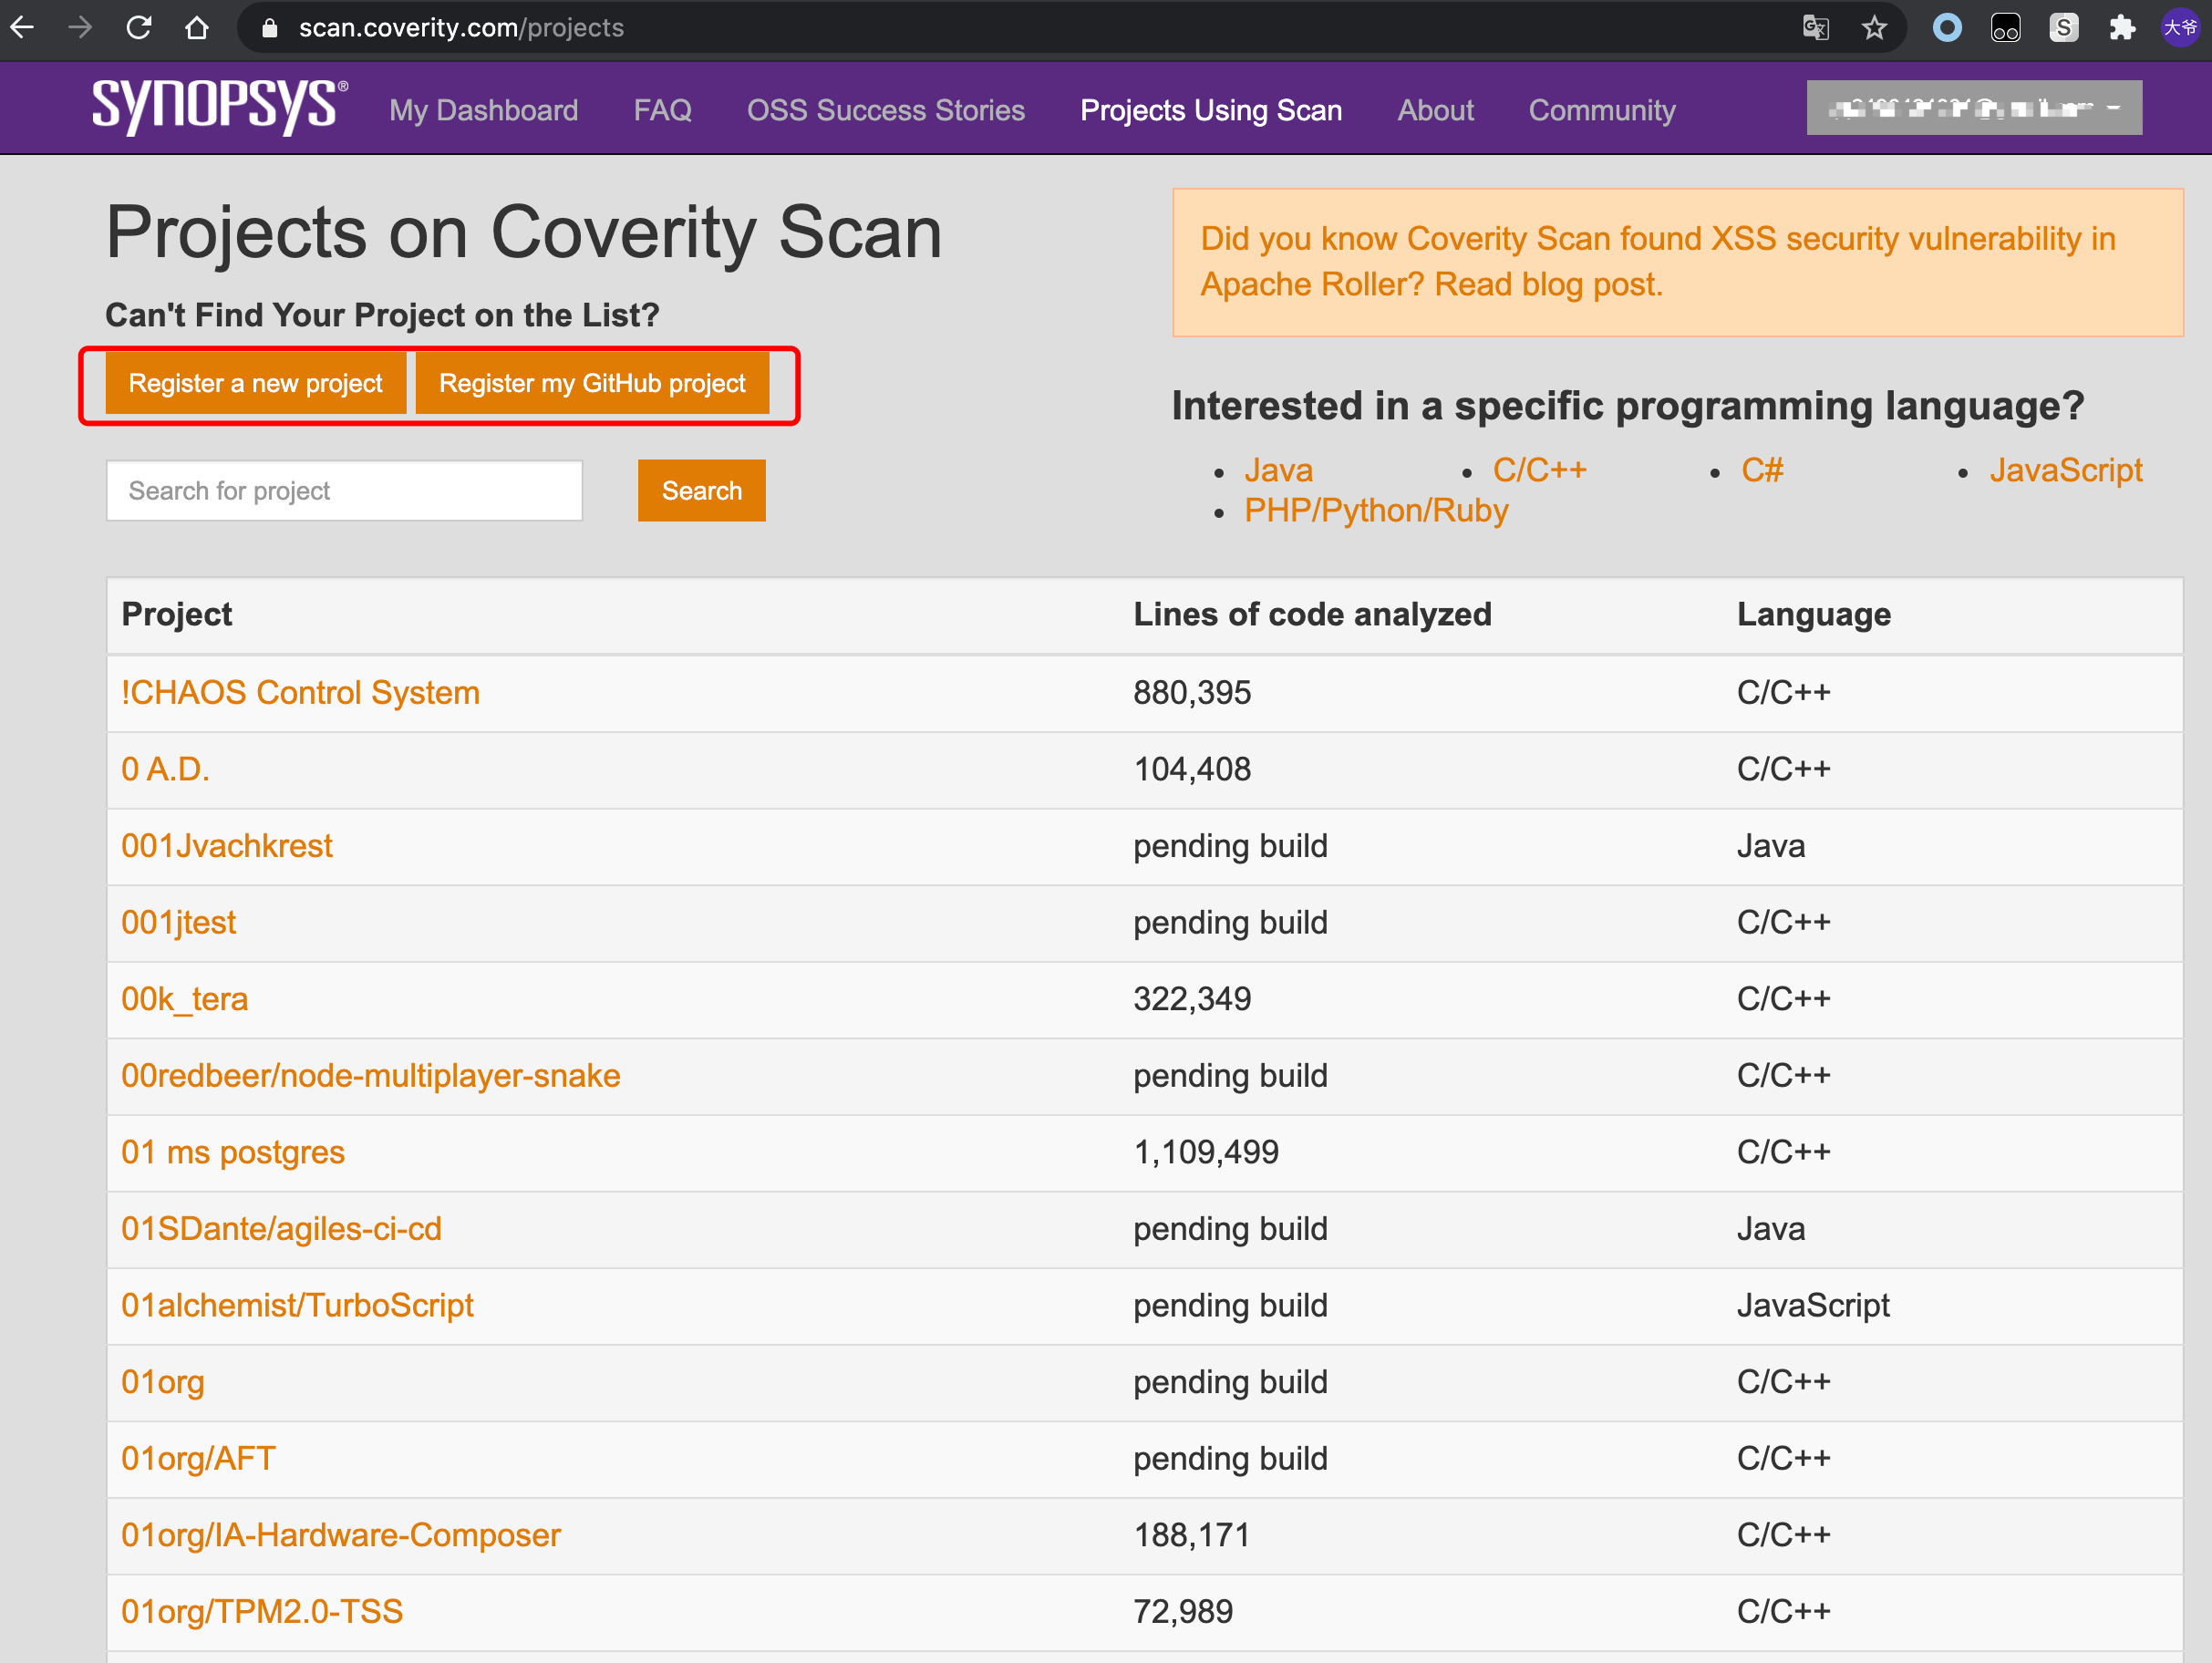 scan.coverity.com/projects
大爷
SYNOPSYS®
My Dashboard FAQ OSS Success Stories Projects Using Scan About Community
Projects on Coverity Scan
Did you know Coverity Scan found XSS security vulnerability in
Apache Roller? Read blog post.
Can't Find Your Project on the List?
Register a new project Register my GitHub project
Interested in a specific programming language?
Search for project Search
• Java • C/C++ • C# • JavaScript
• PHP/Python/Ruby
Project Lines of code analyzed Language
!CHAOS Control System 880,395 C/C++
0 A.D. 104,408 C/C++
001Jvachkrest pending build Java
001jtest pending build C/C++
00k_tera 322,349 C/C++
00redbeer/node-multiplayer-snake pending build C/C++
01 ms postgres 1,109,499 C/C++
01SDante/agiles-ci-cd pending build Java
01alchemist/TurboScript pending build JavaScript
01org pending build C/C++
01org/AFT pending build C/C++
01org/IA-Hardware-Composer 188,171 C/C++
01org/TPM2.0-TSS 72,989 C/C++